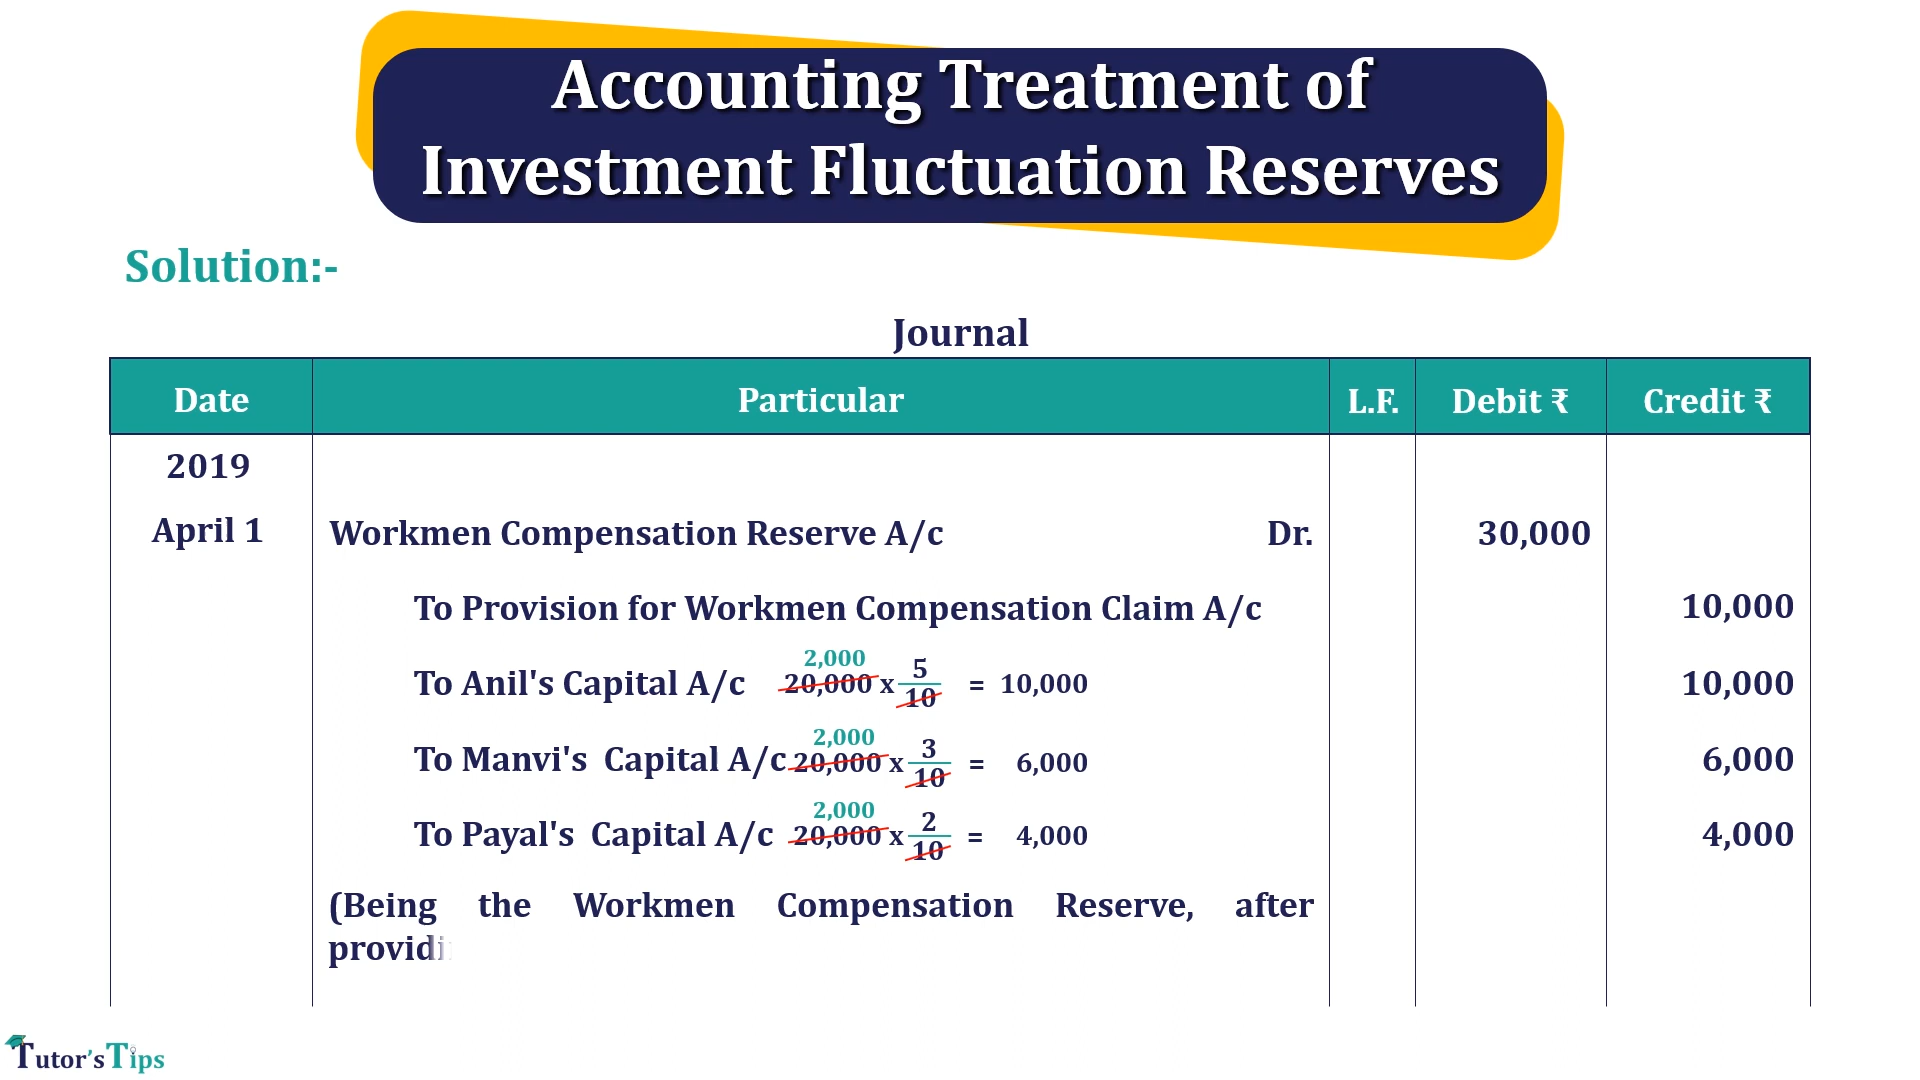 Accounting Treatment of
Investment Fluctuation Reserves
Solution:-
Journal
Date Particular L.F. Debit ₹ Credit ₹
2019
April 1 Workmen Compensation Reserve A/c Dr. 30,000
To Provision for Workmen Compensation Claim A/c 10,000
2,000
To Anil's Capital A/c 20,000 x 5/10 = 10,000 10,000
2,000
To Manvi's Capital A/c 20,000 x 3/10 = 6,000 6,000
2,000
To Payal's Capital A/c 20,000 x 2/10 = 4,000 4,000
(Being the Workmen Compensation Reserve, after
Tutor'sTips